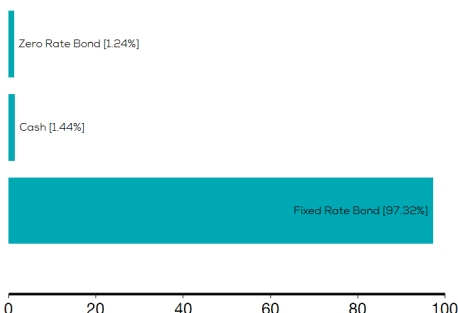 Zero Rate Bond [1.24%]
Cash [1.44%]
Fixed Rate Bond [97.32%]
0 20 40 60 80 100